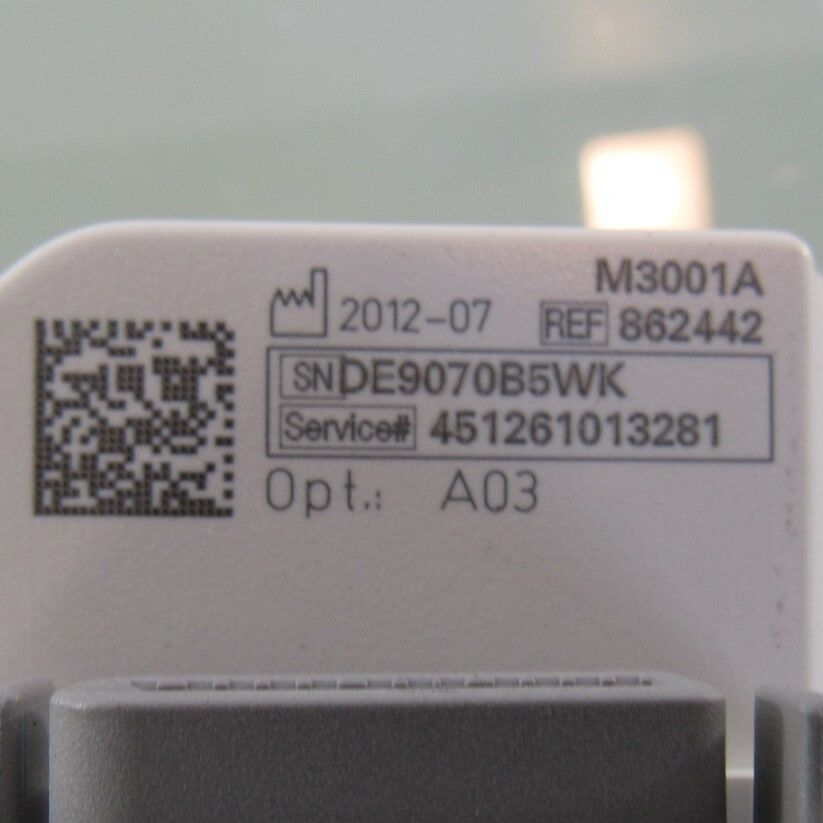 M3001A
2012-07 REF 862442
SN DE9070B5WK
Service# 451261013281
Opt.: A03